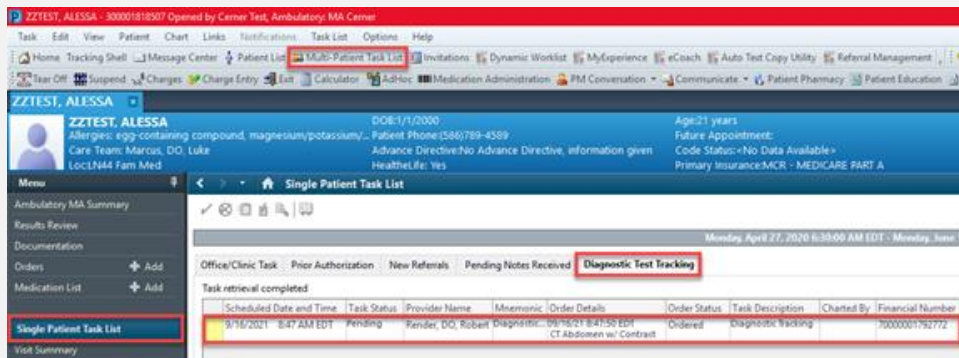 ZZTEST, ALESSA - 300001818507 Opened by Cerner Test, Ambulatory: MA Cerner
Task Edit View Patient Chart Links Notifications Task List Options Help
Home Tracking Shell Message Center Patient List Multi-Patient Task List Invitations Dynamic Worklist MyExperience eCoach Auto Text Copy Utility Referral Management
Tear Off Suspend Charges Charge Entry Exit Calculator AdHoc Medication Administration PM Conversation Communicate Patient Pharmacy Patient Education
ZZTEST, ALESSA
ZZTEST, ALESSA DOB:1/1/2000 Age:21 years
Allergies: egg-containing compound, magnesium/potassium/... Patient Phone:(586)789-4589 Future Appointment:
Care Team: Marcus, DO, Luke Advance Directive:No Advance Directive, information given Code Status:<No Data Available>
Loc:LN44 Fam Med HealtheLife: Yes Primary Insurance:MCR - MEDICARE PART A
Menu Single Patient Task List
Ambulatory MA Summary
Results Review
Monday, April 27, 2020 6:30:00 AM EDT - Monday, June
Documentation
Orders Add
Office/Clinic Task Prior Authorization New Referrals Pending Notes Received Diagnostic Test Tracking
Medication List Add
Task retrieval completed
Scheduled Date and Time Task Status Provider Name Mnemonic Order Details Order Status Task Description Charted By Financial Number
Single Patient Task List
9/16/2021 8:47 AM EDT Pending Render, DO, Robert Diagnostic... 09/16/21 8:47:50 EDT Ordered Diagnostic Tracking 70000001792772
CT Abdomen w/ Contrast
Visit Summary